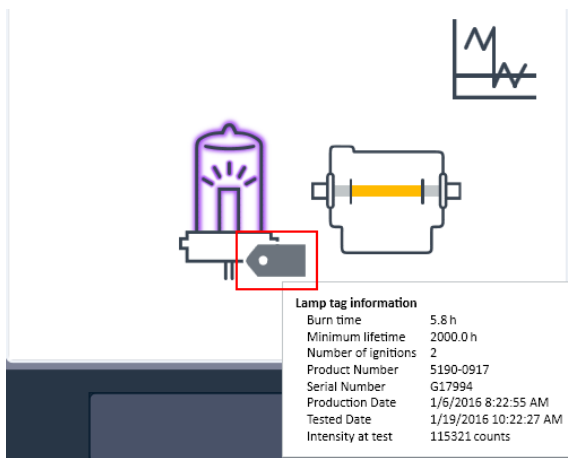 Lamp tag information
Burn time 5.8 h
Minimum lifetime 2000.0 h
Number of ignitions 2
Product Number 5190-0917
Serial Number G17994
Production Date 1/6/2016 8:22:55 AM
Tested Date 1/19/2016 10:22:27 AM
Intensity at test 115321 counts